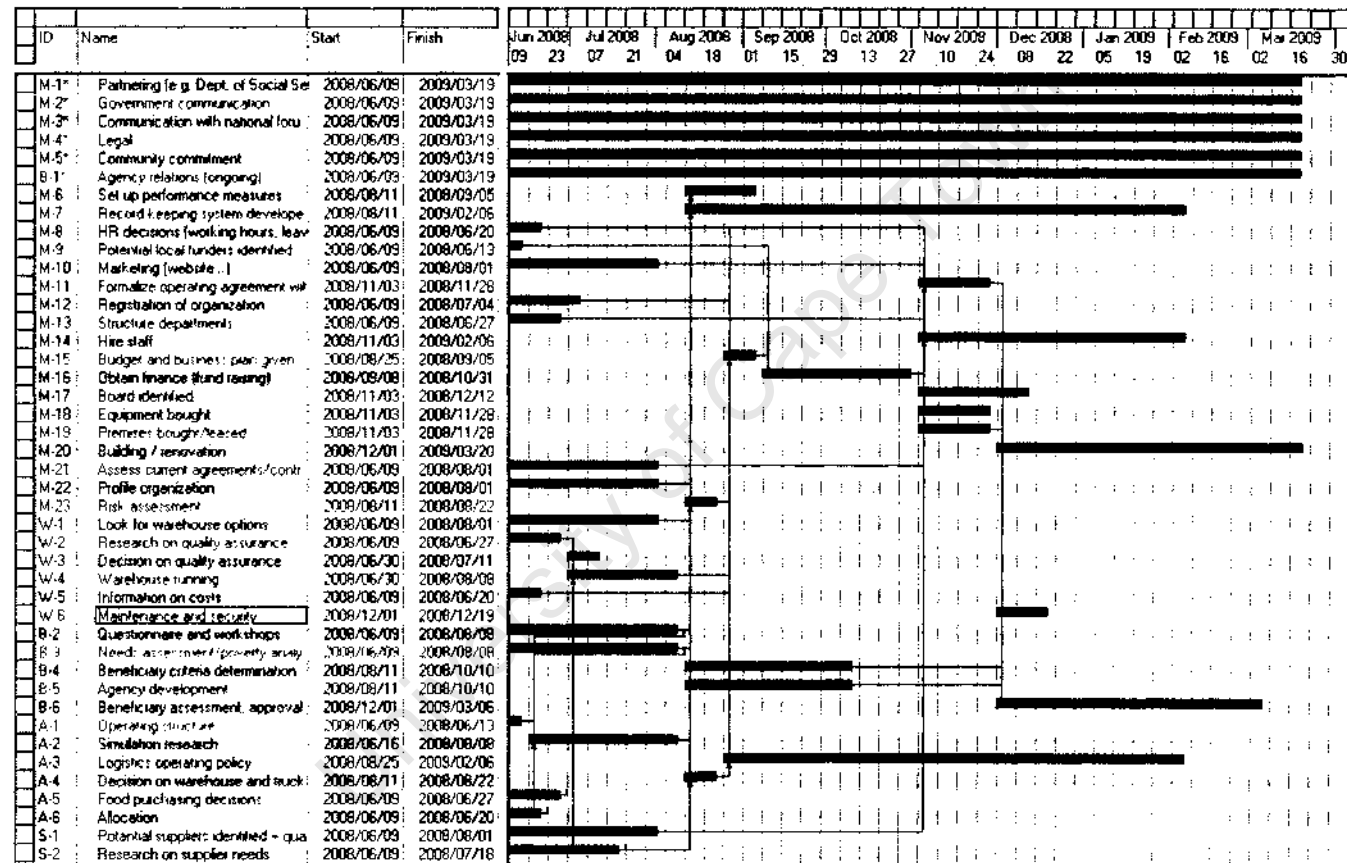 ID Name Start Finish Jun 2008 Jul 2008 Aug 2008 Sep 2008 Oct 2008 Nov 2008 Dec 2008 Jan 2009 Feb 2009 Mar 2009
09 23 07 21 04 18 01 15 29 13 27 10 24 08 22 05 19 02 16 02 16 30
M-1* Partnering (e.g. Dept. of Social Se 2008/06/09 2009/03/19
M-2* Government communication 2008/06/09 2009/03/19
M-3* Communication with national foru 2008/06/09 2009/03/19
M-4* Legal 2008/06/09 2009/03/19
M-5* Community commitment 2008/06/09 2009/03/19
B-1* Agency relations (ongoing) 2008/06/09 2009/03/19
M-6 Set up performance measures 2008/08/11 2008/09/05
M-7 Record keeping system develope 2008/08/11 2009/02/06
M-8 HR decisions (working hours, leav 2008/06/09 2008/06/20
M-9 Potential local funders identified 2008/06/09 2008/06/13
M-10 Marketing (website...) 2008/06/09 2008/08/01
M-11 Formalize operating agreement wit 2008/11/03 2008/11/28
M-12 Registration of organization 2008/06/09 2008/07/04
M-13 Structure departments 2008/06/09 2008/06/27
M-14 Hire staff 2008/11/03 2009/02/06
M-15 Budget and business plan given 2008/08/25 2008/09/05
M-16 Obtain finance (fund raising) 2008/09/08 2008/10/31
M-17 Board identified 2008/11/03 2008/12/12
M-18 Equipment bought 2008/11/03 2008/11/28
M-19 Premises bought/leased 2008/11/03 2008/11/28
M-20 Building / renovation 2008/12/01 2009/03/20
M-21 Assess current agreements/contr 2008/06/09 2008/08/01
M-22 Profile organization 2008/06/09 2008/08/01
M-23 Risk assessment 2008/08/11 2008/08/22
W-1 Look for warehouse options 2008/06/09 2008/08/01
W-2 Research on quality assurance 2008/06/09 2008/06/27
W-3 Decision on quality assurance 2008/06/30 2008/07/11
W-4 Warehouse running 2008/06/30 2008/08/08
W-5 Information on costs 2008/06/09 2008/06/20
W-6 Maintenance and security 2008/12/01 2008/12/19
B-2 Questionnaire and workshops 2008/06/09 2008/08/08
B-3 Needs assessment (poverty analy 2008/06/09 2008/08/08
B-4 Beneficiary criteria determination 2008/08/11 2008/10/10
B-5 Agency development 2008/08/11 2008/10/10
B-6 Beneficiary assessment, approval 2008/12/01 2009/03/06
A-1 Operating structure 2008/06/09 2008/06/13
A-2 Simulation research 2008/06/16 2008/08/08
A-3 Logistics operating policy 2008/08/25 2009/02/06
A-4 Decision on warehouse and truck 2008/08/11 2008/08/22
A-5 Food purchasing decisions 2008/06/09 2008/06/27
A-6 Allocation 2008/06/09 2008/06/20
S-1 Potential suppliers identified + qua 2008/06/09 2008/08/01
S-2 Research on supplier needs 2008/06/09 2008/07/18
University of Cape Town